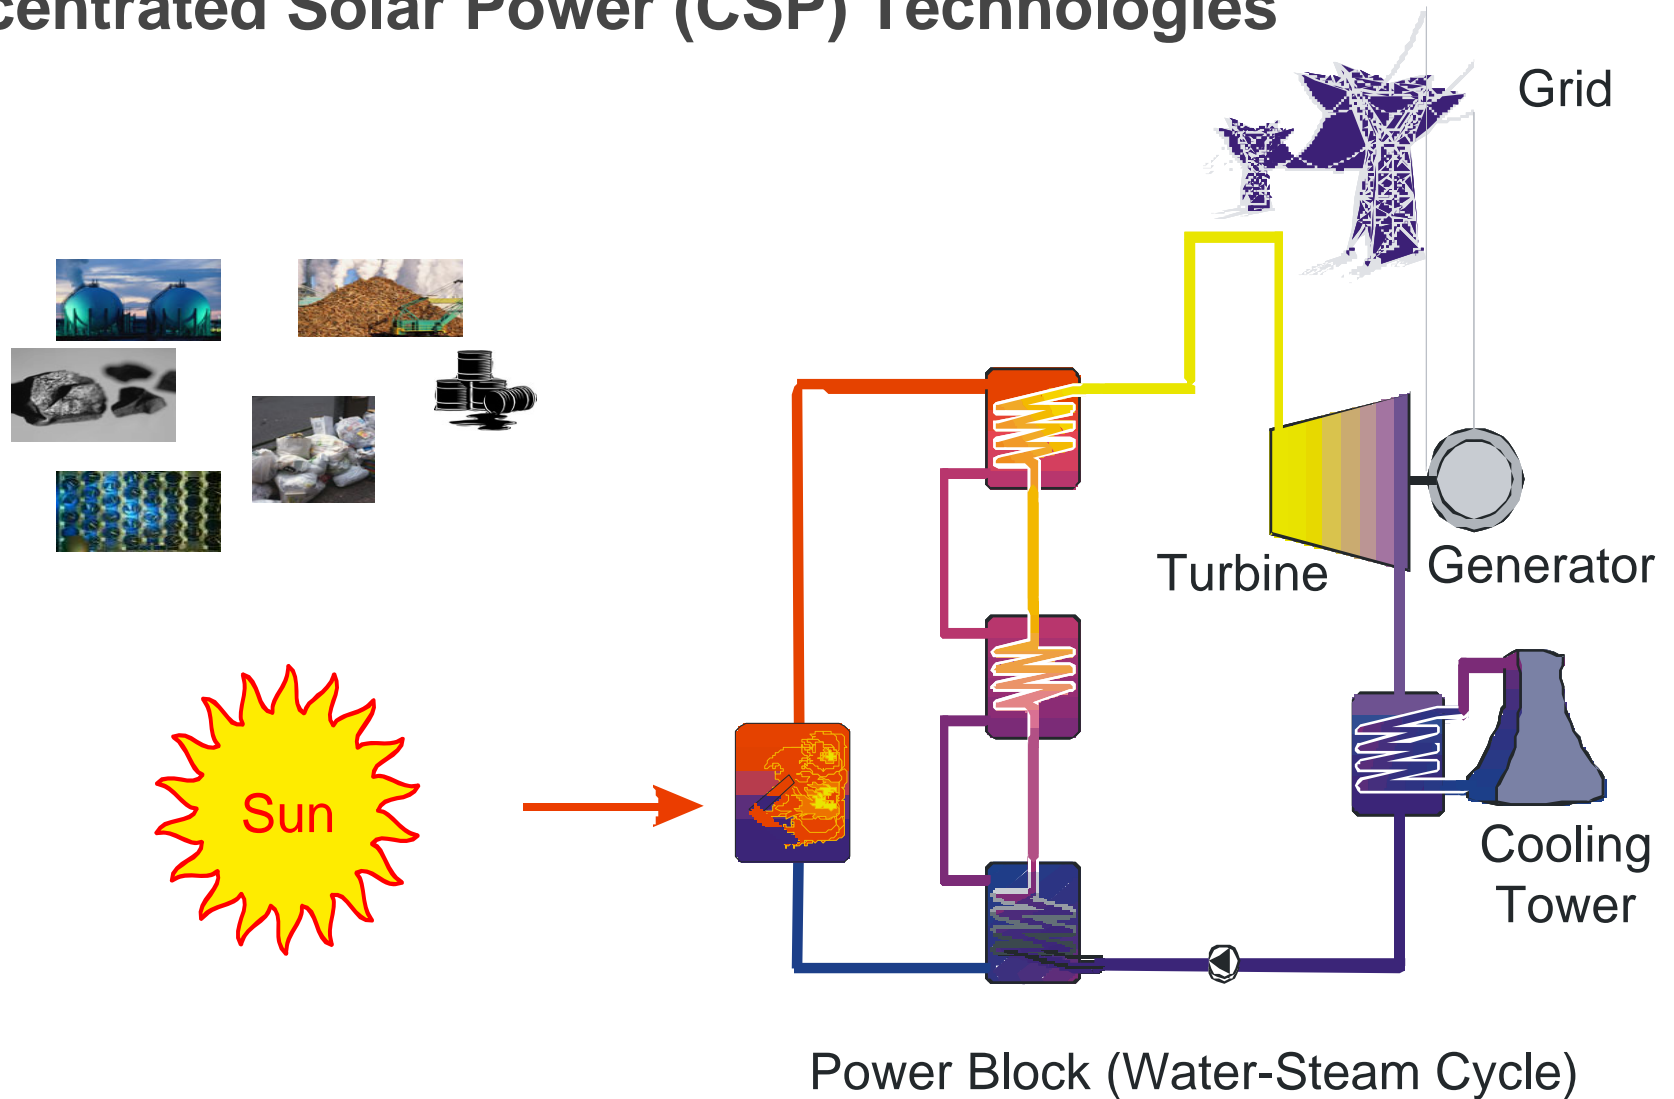 centrated Solar Power (CSP) Technologies
Grid
Turbine
Generator
Sun
Cooling
Tower
Power Block (Water-Steam Cycle)